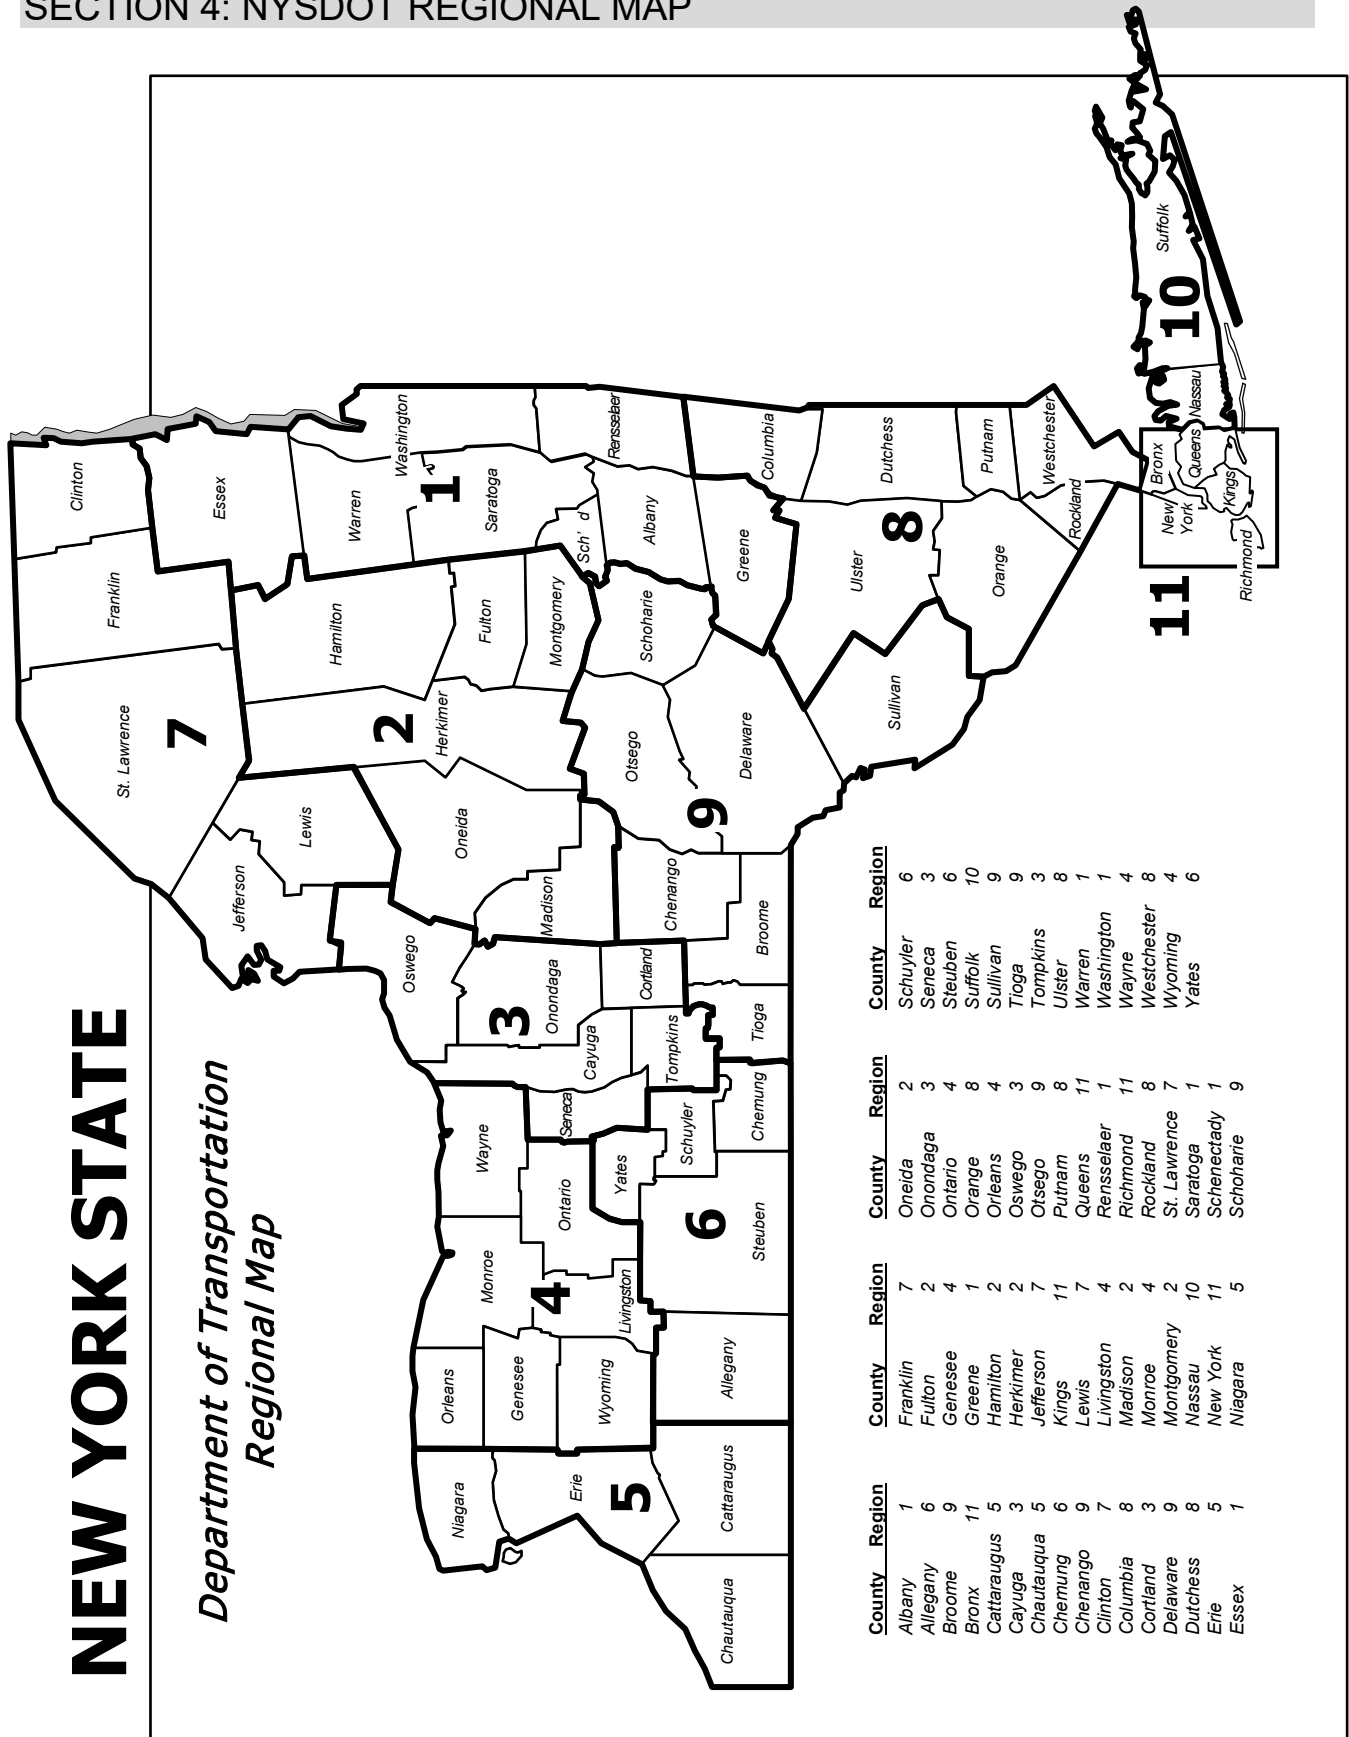 SECTION 4: NYSDOT REGIONAL MAP
NEW YORK STATE
Department of Transportation
Regional Map
Clinton
Franklin
Essex
St. Lawrence
7
Jefferson
Lewis
Hamilton
Herkimer
2
Fulton
Montgomery
Oneida
Madison
Warren
Washington
1
Saratoga
Rensselaer
Sch' d
Albany
Greene
Columbia
Schoharie
Otsego
Delaware
9
Chenango
Broome
Tioga
Sullivan
Ulster
8
Dutchess
Putnam
Orange
Westchester
Rockland
Oswego
Onondaga
3
Cortland
Cayuga
Tompkins
Seneca
Wayne
Ontario
Yates
Schuyler
Chemung
6
Steuben
Allegany
Monroe
4
Livingston
Orleans
Genesee
Wyoming
Niagara
Erie
5
Cattaraugus
Chautauqua
Suffolk
10
Nassau
Bronx
Queens
New
York
Kings
Richmond
11
County Region
Albany 1
Allegany 6
Broome 9
Bronx 11
Cattaraugus 5
Cayuga 3
Chautauqua 5
Chemung 6
Chenango 9
Clinton 7
Columbia 8
Cortland 3
Delaware 9
Dutchess 8
Erie 5
Essex 1
County Region
Franklin 7
Fulton 2
Genesee 4
Greene 1
Hamilton 2
Herkimer 2
Jefferson 7
Kings 11
Lewis 7
Livingston 4
Madison 2
Monroe 4
Montgomery 2
Nassau 10
New York 11
Niagara 5
County Region
Oneida 2
Onondaga 3
Ontario 4
Orange 8
Orleans 4
Oswego 3
Otsego 9
Putnam 8
Queens 11
Rensselaer 1
Richmond 11
Rockland 8
St. Lawrence 7
Saratoga 1
Schenectady 1
Schoharie 9
County Region
Schuyler 6
Seneca 3
Steuben 6
Suffolk 10
Sullivan 9
Tioga 9
Tompkins 3
Ulster 8
Warren 1
Washington 1
Wayne 4
Westchester 8
Wyoming 4
Yates 6